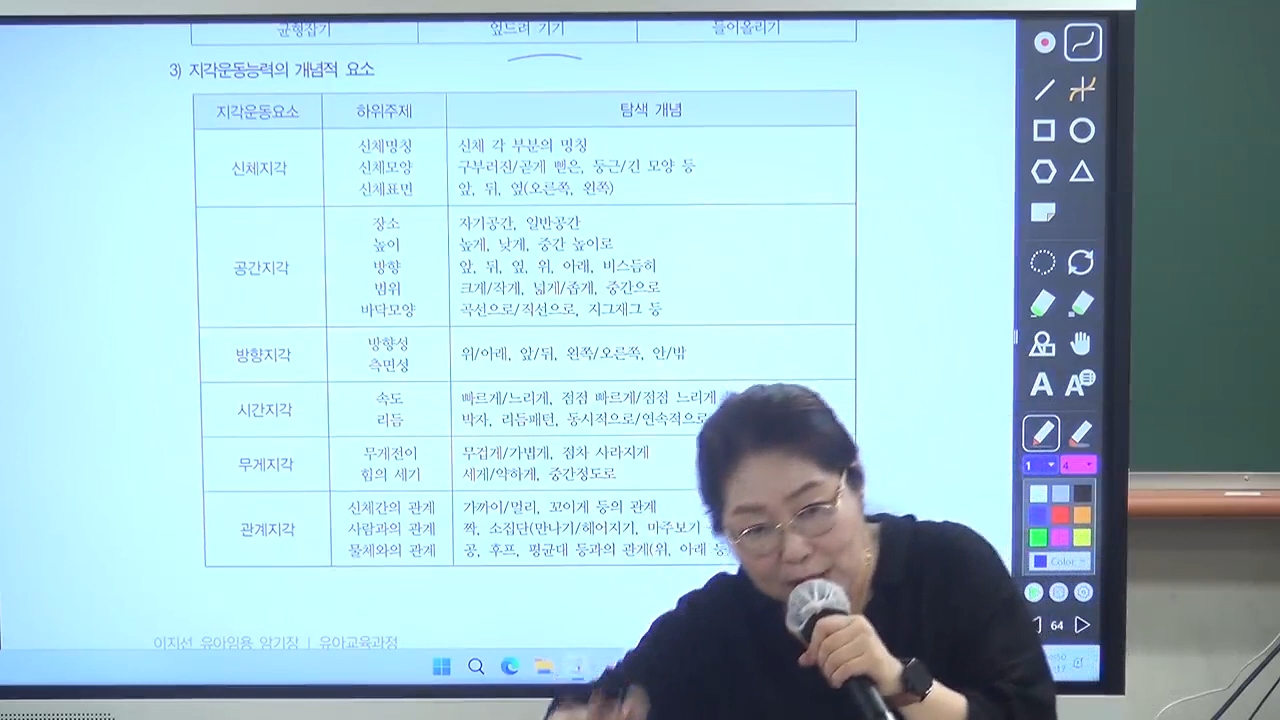 균형잡기 엎드려 기기 들어올리기
3) 지각운동능력의 개념적 요소
지각운동요소 하위주제 탐색 개념
신체지각
신체명칭 신체 각 부분의 명칭
신체모양 구부러진/곧게 뻗은, 둥근/긴 모양 등
신체표면 앞, 뒤, 옆(오른쪽, 왼쪽)
공간지각
장소 자기공간, 일반공간
높이 높게, 낮게, 중간 높이로
방향 앞, 뒤, 옆, 위, 아래, 비스듬히
범위 크게/작게, 넓게/좁게, 중간으로
바닥모양 곡선으로/직선으로, 지그재그 등
방향지각
방향성
측면성
위/아래, 앞/뒤, 왼쪽/오른쪽, 안/밖
시간지각
속도 빠르게/느리게, 점점 빠르게/점점 느리게
리듬 박자, 리듬패턴, 동시적으로/연속적으로
무게지각
무게전이 무겁게/가볍게, 점차 사라지게
힘의 세기 세게/약하게, 중간정도로
관계지각
신체간의 관계 가까이/멀리, 꼬이게 등의 관계
사람과의 관계 짝, 소집단(만나기/헤어지기, 마주보기
물체와의 관계 공, 후프, 평균대 등과의 관계(위, 아래 등
이지선 유아임용 암기장 | 유아교육과정
A A
1 4
Color
64